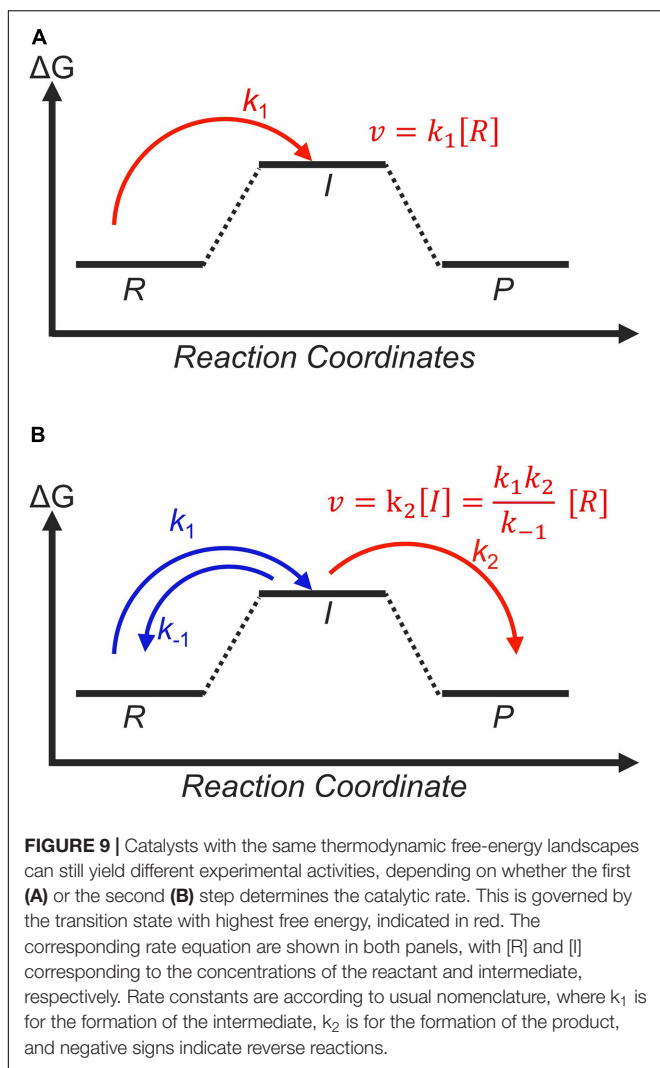 A
ΔG
k₁
v = k₁[R]
I
R
P
Reaction Coordinates
B
ΔG
v = k₂[I] = k₁k₂/k₋₁ [R]
k₁
k₂
k₋₁
I
R
P
Reaction Coordinate
FIGURE 9 | Catalysts with the same thermodynamic free-energy landscapes
can still yield different experimental activities, depending on whether the first
(A) or the second (B) step determines the catalytic rate. This is governed by
the transition state with highest free energy, indicated in red. The
corresponding rate equation are shown in both panels, with [R] and [I]
corresponding to the concentrations of the reactant and intermediate,
respectively. Rate constants are according to usual nomenclature, where k₁ is
for the formation of the intermediate, k₂ is for the formation of the product,
and negative signs indicate reverse reactions.